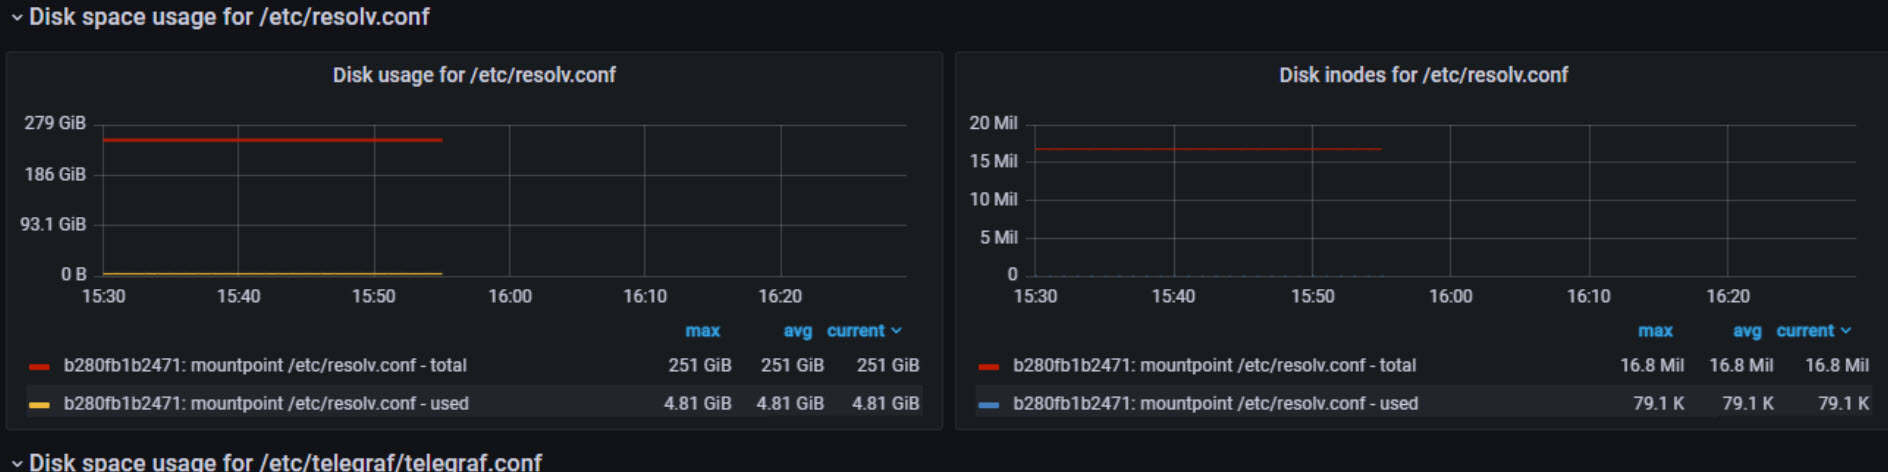 Disk space usage for /etc/resolv.conf
Disk usage for /etc/resolv.conf
279 GiB
186 GiB
93.1 GiB
0 B
15:30 15:40 15:50 16:00 16:10 16:20
max avg current
b280fb1b2471: mountpoint /etc/resolv.conf - total 251 GiB 251 GiB 251 GiB
b280fb1b2471: mountpoint /etc/resolv.conf - used 4.81 GiB 4.81 GiB 4.81 GiB
Disk inodes for /etc/resolv.conf
20 Mil
15 Mil
10 Mil
5 Mil
0
15:30 15:40 15:50 16:00 16:10 16:20
max avg current
b280fb1b2471: mountpoint /etc/resolv.conf - total 16.8 Mil 16.8 Mil 16.8 Mil
b280fb1b2471: mountpoint /etc/resolv.conf - used 79.1 K 79.1 K 79.1 K
Disk space usage for /etc/telegraf/telegraf.conf